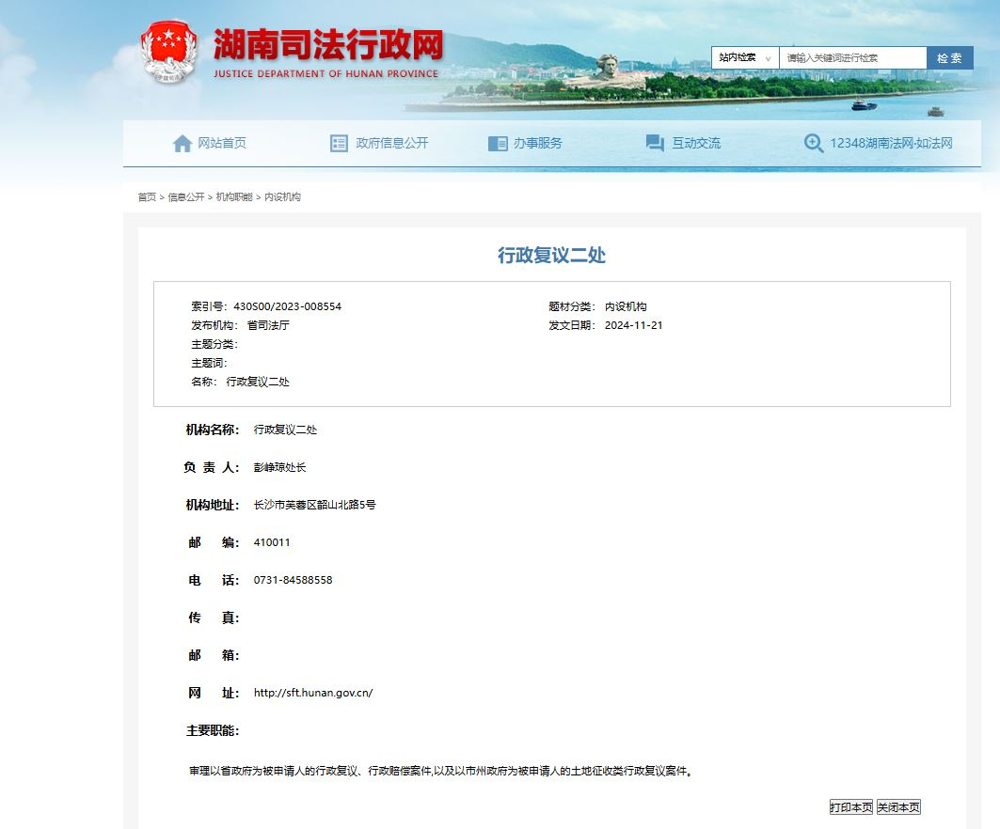 湖南司法行政网
JUSTICE DEPARTMENT OF HUNAN PROVINCE
站内检索 请输入关键词进行检索 检 索
网站首页 政府信息公开 办事服务 互动交流 12348湖南法网·如法网
首页 > 信息公开 > 机构职能 > 内设机构
行政复议二处
索引号：430S00/2023-008554 题材分类： 内设机构
发布机构： 省司法厅 发文日期： 2024-11-21
主题分类：
主题词：
名称： 行政复议二处
机构名称： 行政复议二处
负 责 人： 彭峥琼处长
机构地址： 长沙市芙蓉区韶山北路5号
邮 编： 410011
电 话： 0731-84588558
传 真：
邮 箱：
网 址： http://sft.hunan.gov.cn/
主要职能：
审理以省政府为被申请人的行政复议、行政赔偿案件,以及以市州政府为被申请人的土地征收类行政复议案件。
打印本页 关闭本页